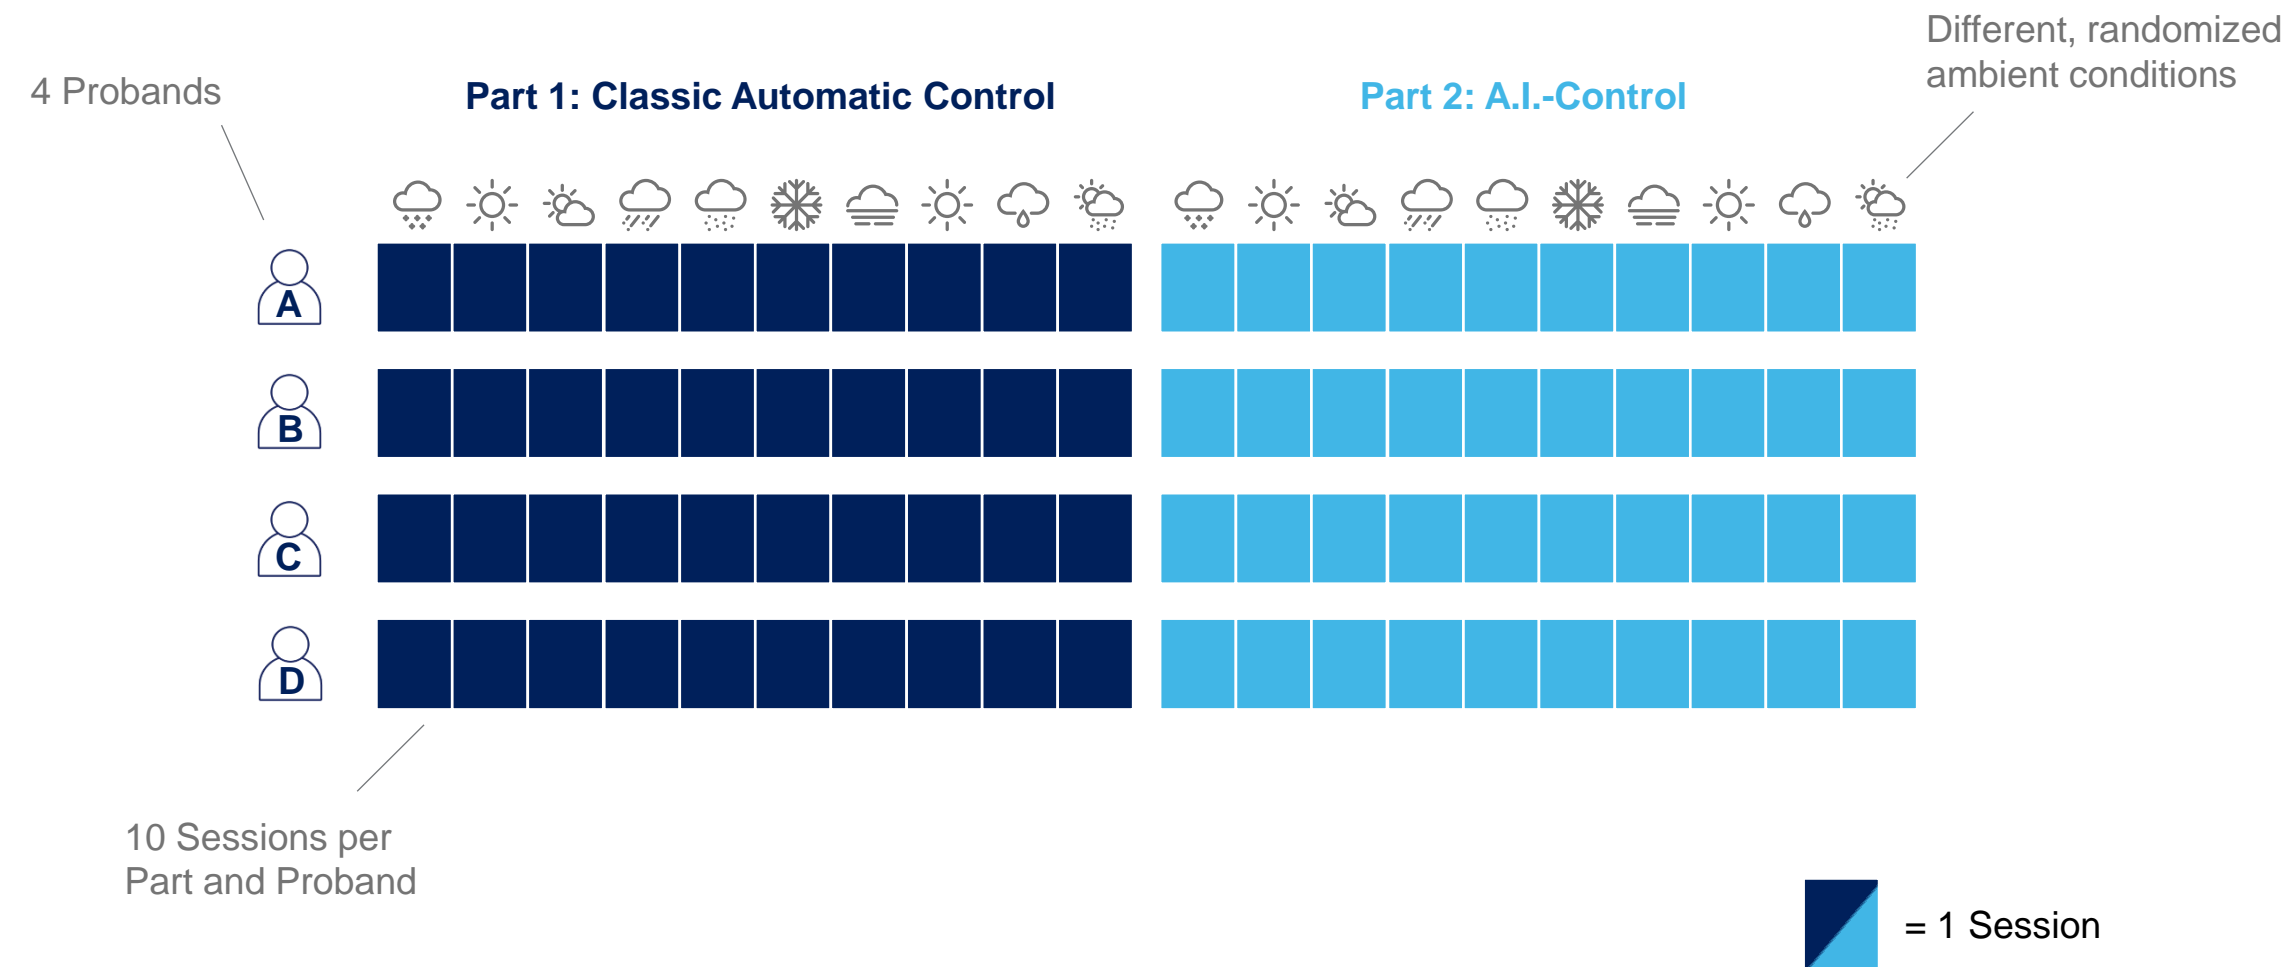 Different, randomized
ambient conditions
4 Probands
Part 1: Classic Automatic Control
Part 2: A.I.-Control
A
B
C
D
10 Sessions per
Part and Proband
= 1 Session